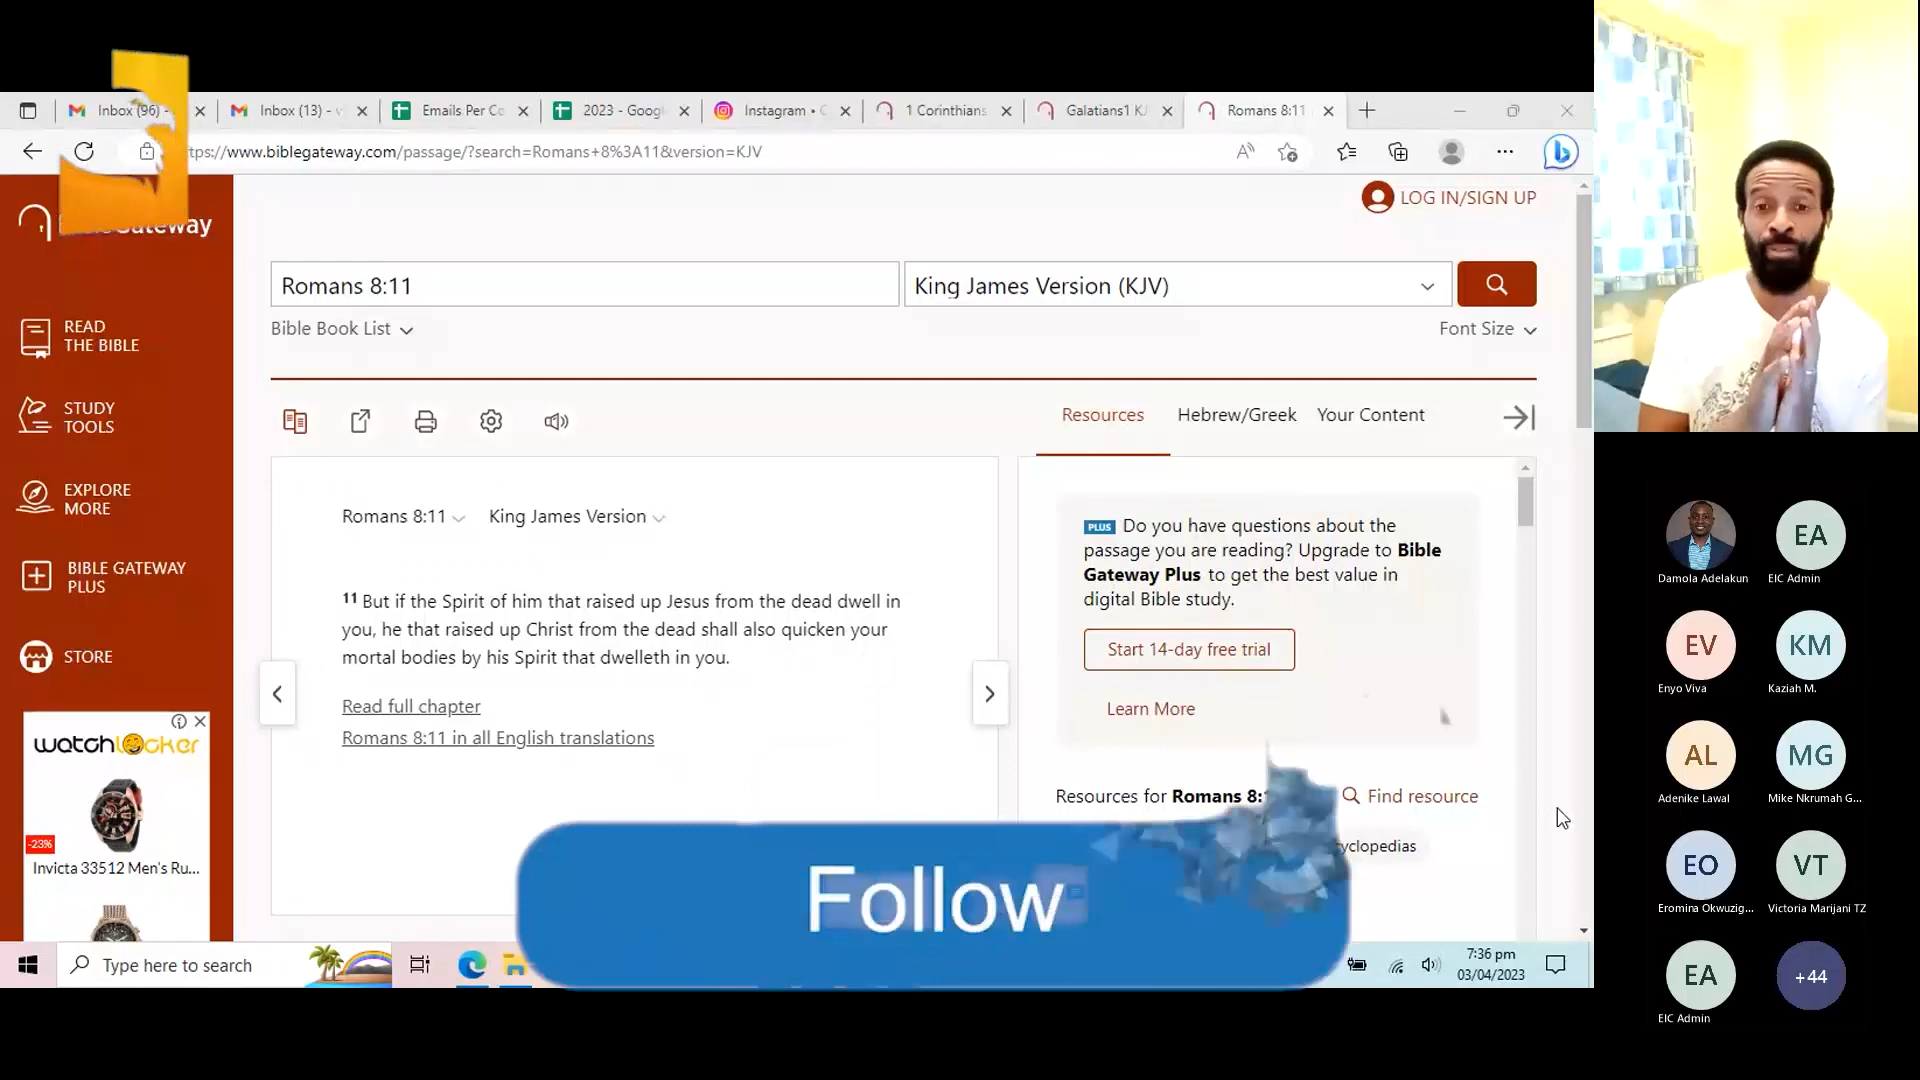 Inbox (96) -
Inbox (13) -
Emails Per Co
2023 - Goog
Instagram •
1 Corinthians
Galatians1 KJ
Romans 8:11
ttps://www.biblegateway.com/passage/?search=Romans+8%3A11&version=KJV
LOG IN/SIGN UP
Gateway
Romans 8:11
King James Version (KJV)
Bible Book List
Font Size
READ
THE BIBLE
STUDY
TOOLS
EXPLORE
MORE
BIBLE GATEWAY
PLUS
STORE
Resources
Hebrew/Greek
Your Content
Romans 8:11
King James Version
11 But if the Spirit of him that raised up Jesus from the dead dwell in
you, he that raised up Christ from the dead shall also quicken your
mortal bodies by his Spirit that dwelleth in you.
Read full chapter
Romans 8:11 in all English translations
PLUS Do you have questions about the
passage you are reading? Upgrade to Bible
Gateway Plus to get the best value in
digital Bible study.
Start 14-day free trial
Learn More
Resources for Romans 8:
Find resource
yclopedias
watchlocker
-23%
Invicta 33512 Men's Ru...
Follow
Type here to search
7:36 pm
03/04/2023
Damola Adelakun
EA
EIC Admin
EV
Enyo Viva
KM
Kaziah M.
AL
Adenike Lawal
MG
Mike Nkrumah G...
EO
Eromina Okwuzig...
VT
Victoria Marijani TZ
EA
EIC Admin
+44